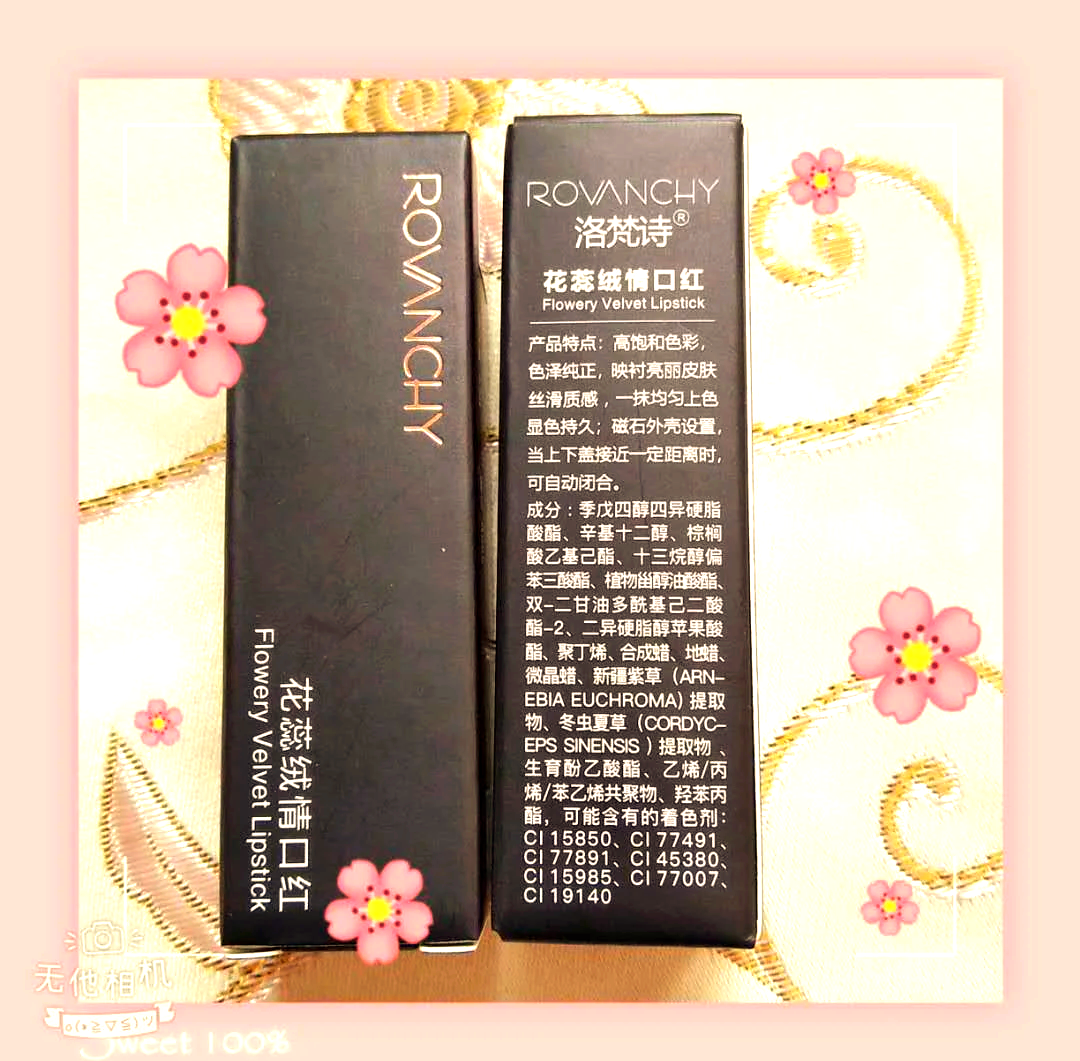 ROVANCHY
花蕊绒情口红
Flowery Velvet Lipstick
ROVANCHY
洛梵诗®
花蕊绒情口红
Flowery Velvet Lipstick
产品特点：高饱和色彩，
色泽纯正，映衬亮丽皮肤
丝滑质感，一抹均匀上色
显色持久；磁石外壳设置，
当上下盖接近一定距离时，
可自动闭合。
成分：季戊四醇四异硬脂
酸酯、辛基十二醇、棕榈
酸乙基己酯、十三烷醇偏
苯三酸酯、植物甾醇油酸酯、
双-二甘油多酰基己二酸
酯-2、二异硬脂醇苹果酸
酯、聚丁烯、合成蜡、地蜡、
微晶蜡、新疆紫草（ARN-
EBIA EUCHROMA) 提取
物、冬虫夏草（CORDYC-
EPS SINENSIS ）提取物 、
生育酚乙酸酯、乙烯/丙
烯/苯乙烯共聚物、羟苯丙
酯，可能含有的着色剂：
CI 15850、CI 77491、
CI 77891、CI 45380、
CI 15985、CI 77007、
CI 19140
无他相机
Sweet 100%